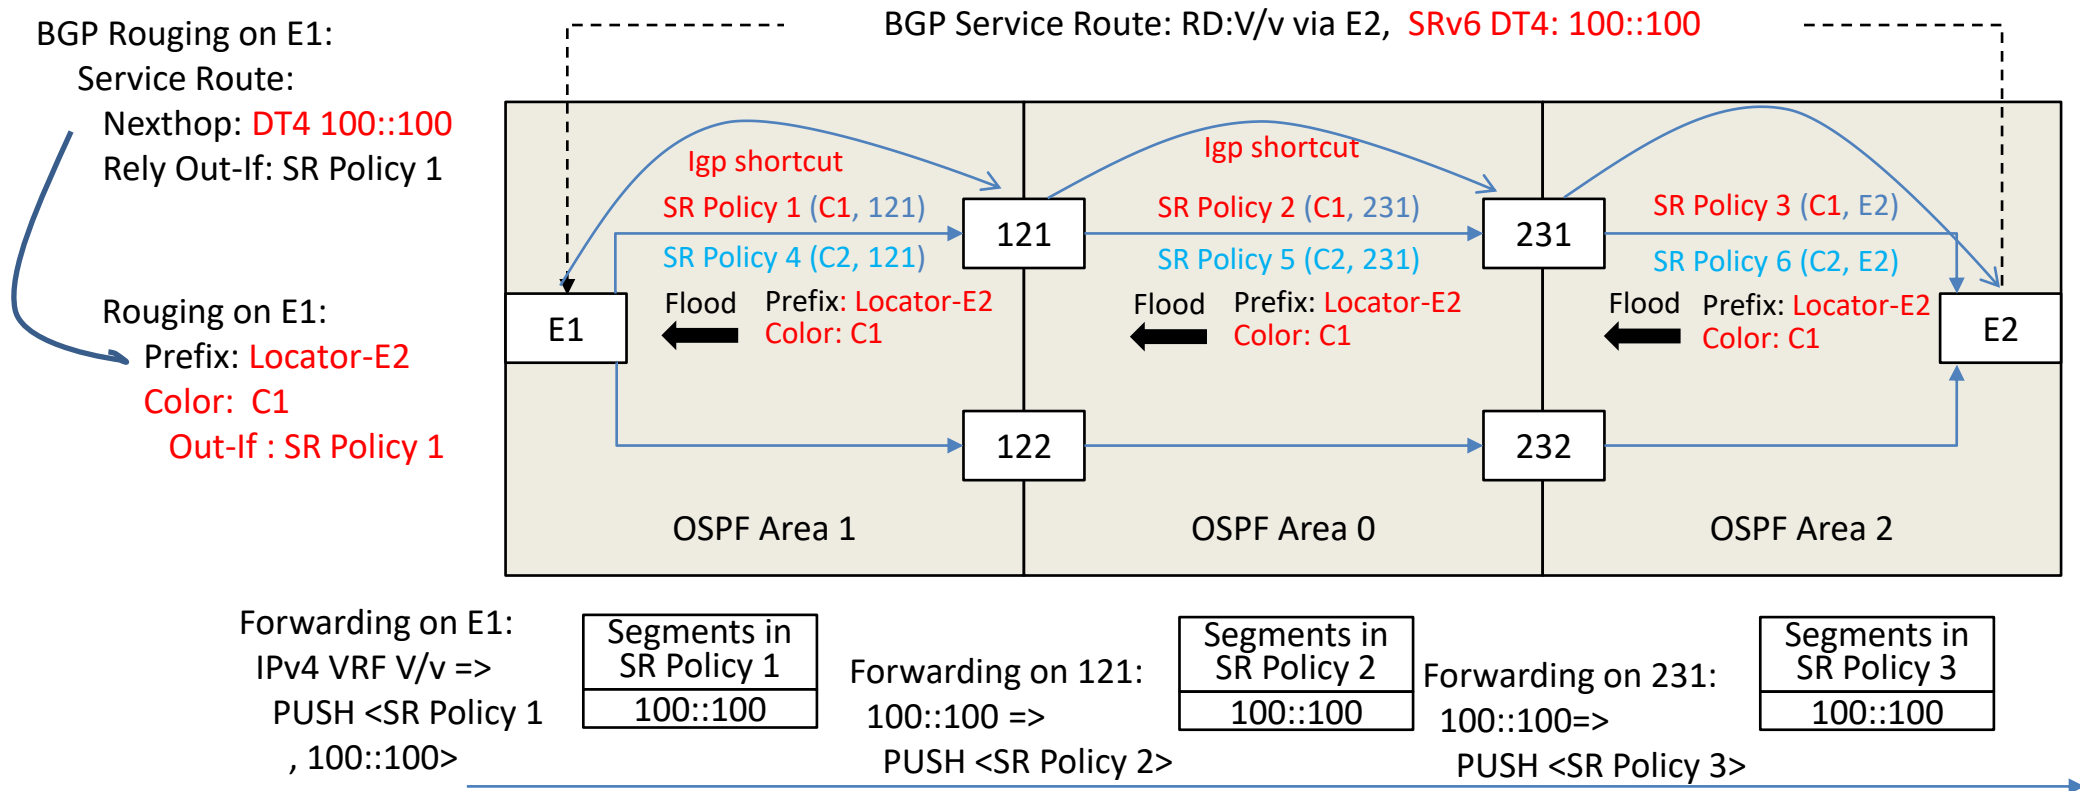 BGP Rouging on E1:
Service Route:
Nexthop: DT4 100::100
Rely Out-If: SR Policy 1
Rouging on E1:
Prefix: Locator-E2
Color:  C1
Out-If : SR Policy 1
BGP Service Route: RD:V/v via E2,  SRv6 DT4: 100::100
Igp shortcut
SR Policy 1 (C1, 121)
SR Policy 4 (C2, 121)
Flood
Prefix: Locator-E2
Color: C1
E1
121
122
OSPF Area 1
Igp shortcut
SR Policy 2 (C1, 231)
SR Policy 5 (C2, 231)
Flood
Prefix: Locator-E2
Color: C1
231
232
OSPF Area 0
SR Policy 3 (C1, E2)
SR Policy 6 (C2, E2)
Flood
Prefix: Locator-E2
Color: C1
E2
OSPF Area 2
Forwarding on E1:
IPv4 VRF V/v =>
PUSH <SR Policy 1
, 100::100>
Segments in
SR Policy 1
100::100
Forwarding on 121:
100::100 =>
PUSH <SR Policy 2>
Segments in
SR Policy 2
100::100
Forwarding on 231:
100::100=>
PUSH <SR Policy 3>
Segments in
SR Policy 3
100::100